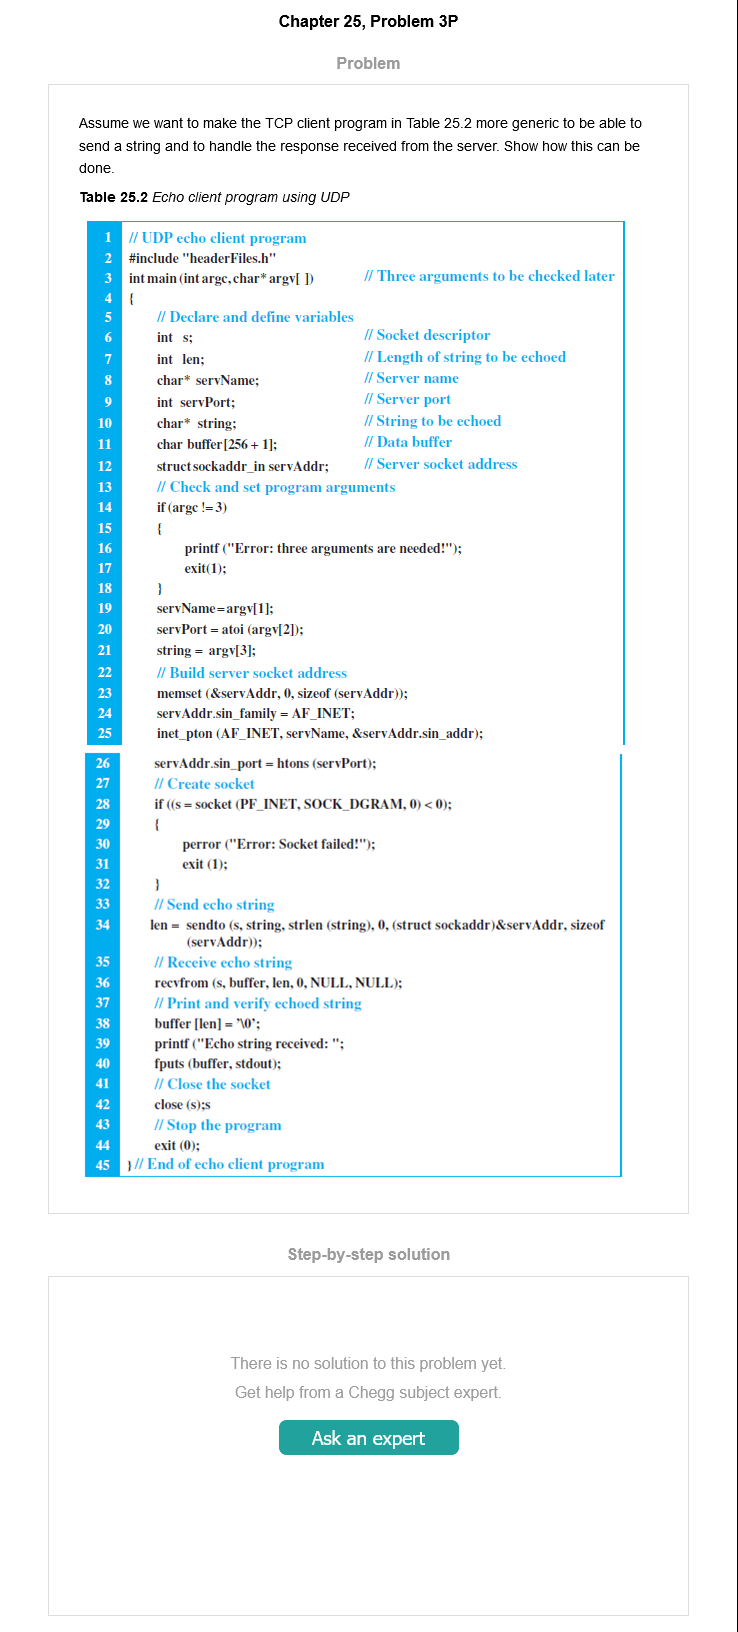 Chapter 25, Problem 3P
Problem
Assume we want to make the TCP client program in Table 25.2 more generic to be able to
send a string and to handle the response received from the server. Show how this can be
done.
Table 25.2 Echo client program using UDP
1 // UDP echo client program
2 #include "headerFiles.h"
3 int main (int argc, char* argv[ ]) // Three arguments to be checked later
4 {
5 // Declare and define variables
6 int s; // Socket descriptor
7 int len; // Length of string to be echoed
8 char* servName; // Server name
9 int servPort; // Server port
10 char* string; // String to be echoed
11 char buffer[256 + 1]; // Data buffer
12 struct sockaddr_in servAddr; // Server socket address
13 // Check and set program arguments
14 if (argc != 3)
15 {
16 printf ("Error: three arguments are needed!");
17 exit(1);
18 }
19 servName = argv[1];
20 servPort = atoi (argv[2]);
21 string = argv[3];
22 // Build server socket address
23 memset (&servAddr, 0, sizeof (servAddr));
24 servAddr.sin_family = AF_INET;
25 inet_pton (AF_INET, servName, &servAddr.sin_addr);
26 servAddr.sin_port = htons (servPort);
27 // Create socket
28 if ((s = socket (PF_INET, SOCK_DGRAM, 0) < 0);
29 {
30 perror ("Error: Socket failed!");
31 exit (1);
32 }
33 // Send echo string
34 len = sendto (s, string, strlen (string), 0, (struct sockaddr)&servAddr, sizeof
(servAddr));
35 // Receive echo string
36 recvfrom (s, buffer, len, 0, NULL, NULL);
37 // Print and verify echoed string
38 buffer [len] = '\0';
39 printf ("Echo string received: ";
40 fputs (buffer, stdout);
41 // Close the socket
42 close (s);s
43 // Stop the program
44 exit (0);
45 } // End of echo client program
Step-by-step solution
There is no solution to this problem yet.
Get help from a Chegg subject expert.
Ask an expert